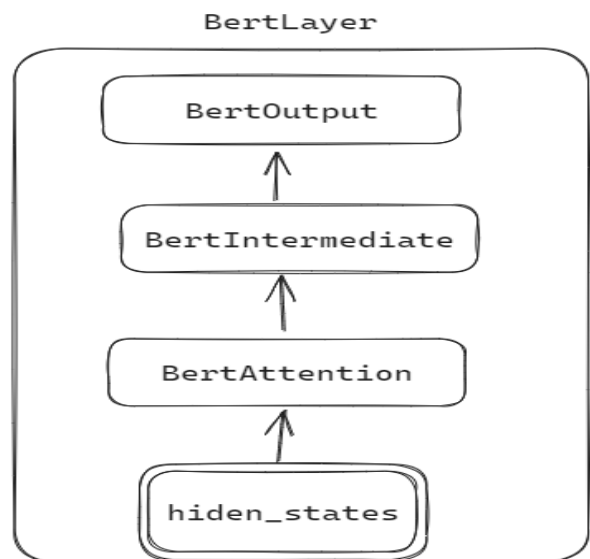 BertLayer
BertOutput
BertIntermediate
BertAttention
hiden_states